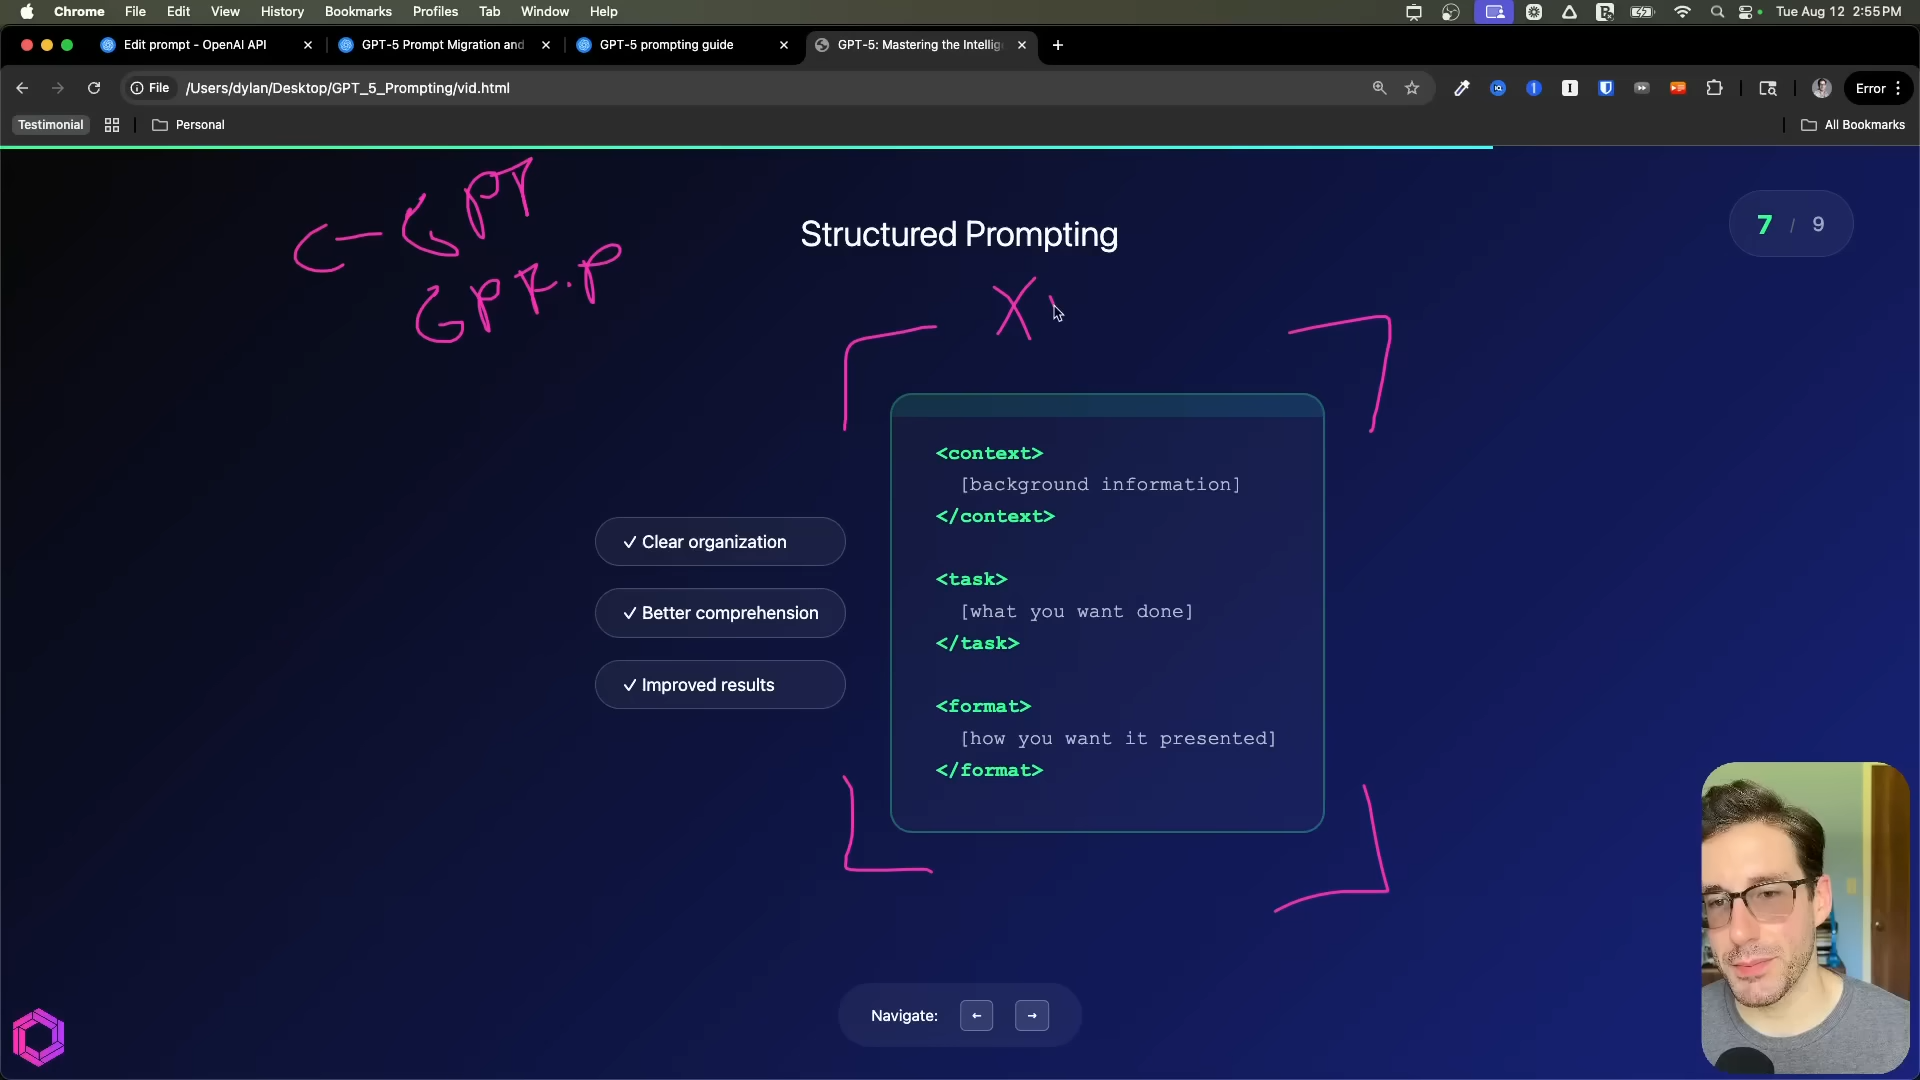 Chrome File Edit View History Bookmarks Profiles Tab Window Help Tue Aug 12 2:55 PM
Edit prompt - OpenAI API GPT-5 Prompt Migration and GPT-5 prompting guide GPT-5: Mastering the Intellig
File /Users/dylan/Desktop/GPT_5_Prompting/vid.html Error
Testimonial Personal All Bookmarks
C-GPT
Structured Prompting
7 / 9
X
<context>
[background information]
</context>
✓ Clear organization
<task>
✓ Better comprehension
[what you want done]
</task>
✓ Improved results
<format>
[how you want it presented]
</format>
Navigate: ← →